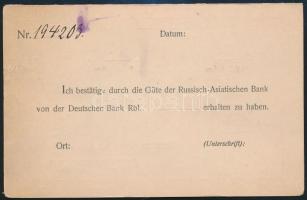 Nr. 194203. Datum:
Ich bestätige durch die Güte der Russisch-Asiatischen Bank
von der Deutscher Bank Rbl. erhalten zu haben.
Ort: (Unterschrift):